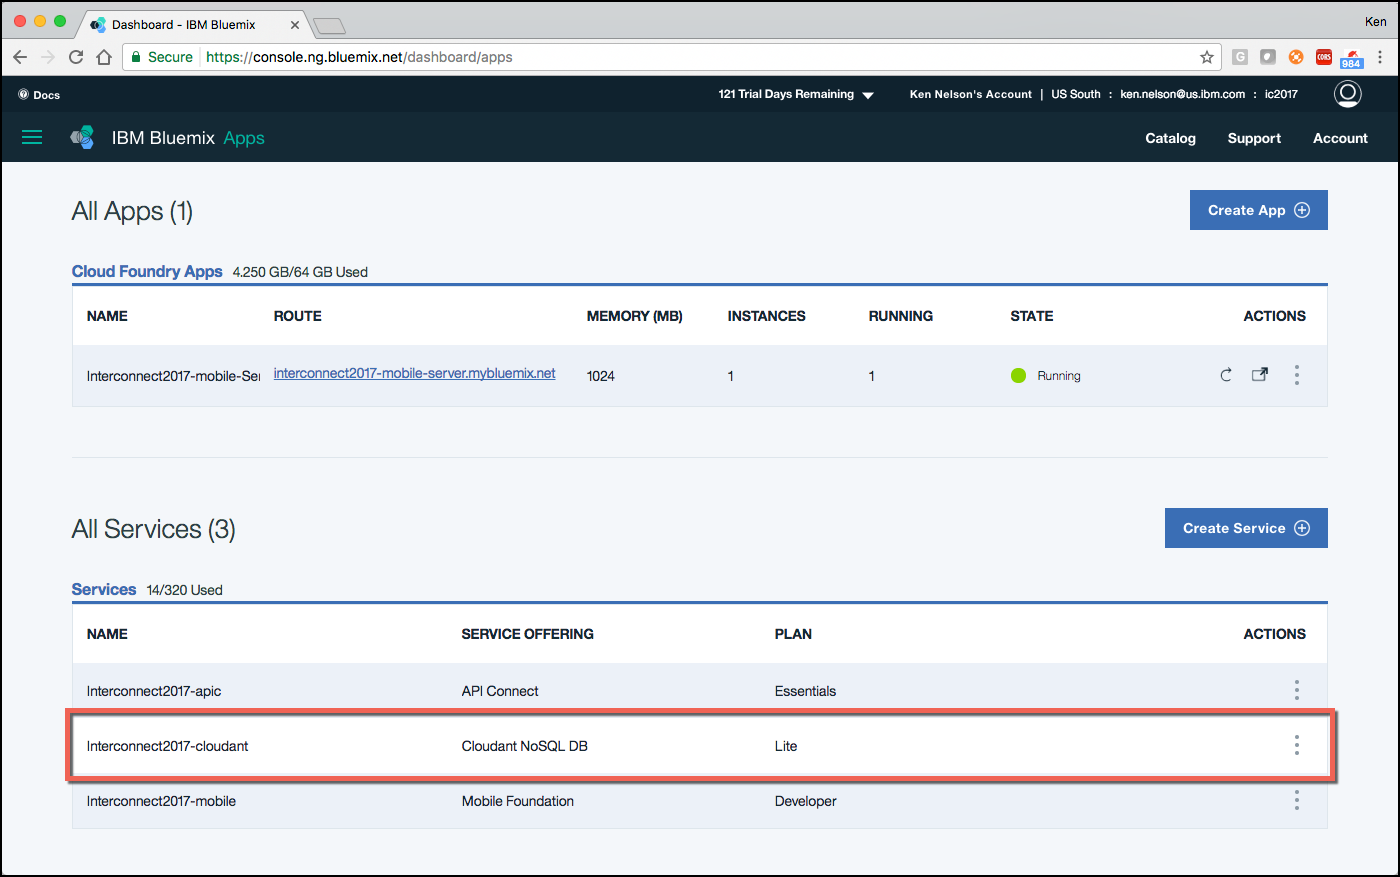 Dashboard - IBM Bluemix
Ken
Secure https://console.ng.bluemix.net/dashboard/apps
G
CORS
984
Docs
121 Trial Days Remaining
Ken Nelson's Account | US South : ken.nelson@us.ibm.com : ic2017
IBM Bluemix Apps
Catalog Support Account
All Apps (1)
Create App
Cloud Foundry Apps 4.250 GB/64 GB Used
NAME ROUTE MEMORY (MB) INSTANCES RUNNING STATE ACTIONS
Interconnect2017-mobile-Ser interconnect2017-mobile-server.mybluemix.net 1024 1 1 Running
All Services (3)
Create Service
Services 14/320 Used
NAME SERVICE OFFERING PLAN ACTIONS
Interconnect2017-apic API Connect Essentials
Interconnect2017-cloudant Cloudant NoSQL DB Lite
Interconnect2017-mobile Mobile Foundation Developer